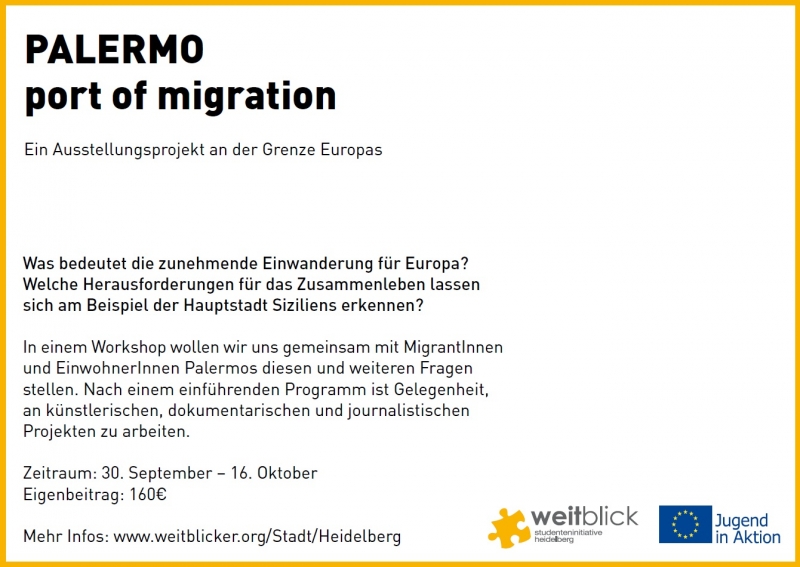 PALERMO
port of migration
Ein Ausstellungsprojekt an der Grenze Europas
Was bedeutet die zunehmende Einwanderung für Europa?
Welche Herausforderungen für das Zusammenleben lassen
sich am Beispiel der Hauptstadt Siziliens erkennen?
In einem Workshop wollen wir uns gemeinsam mit MigrantInnen
und EinwohnerInnen Palermos diesen und weiteren Fragen
stellen. Nach einem einführenden Programm ist Gelegenheit,
an künstlerischen, dokumentarischen und journalistischen
Projekten zu arbeiten.
Zeitraum: 30. September – 16. Oktober
Eigenbeitrag: 160€
Mehr Infos: www.weitblicker.org/Stadt/Heidelberg
weitblick
studenteninitiative
heidelberg
Jugend
in Aktion